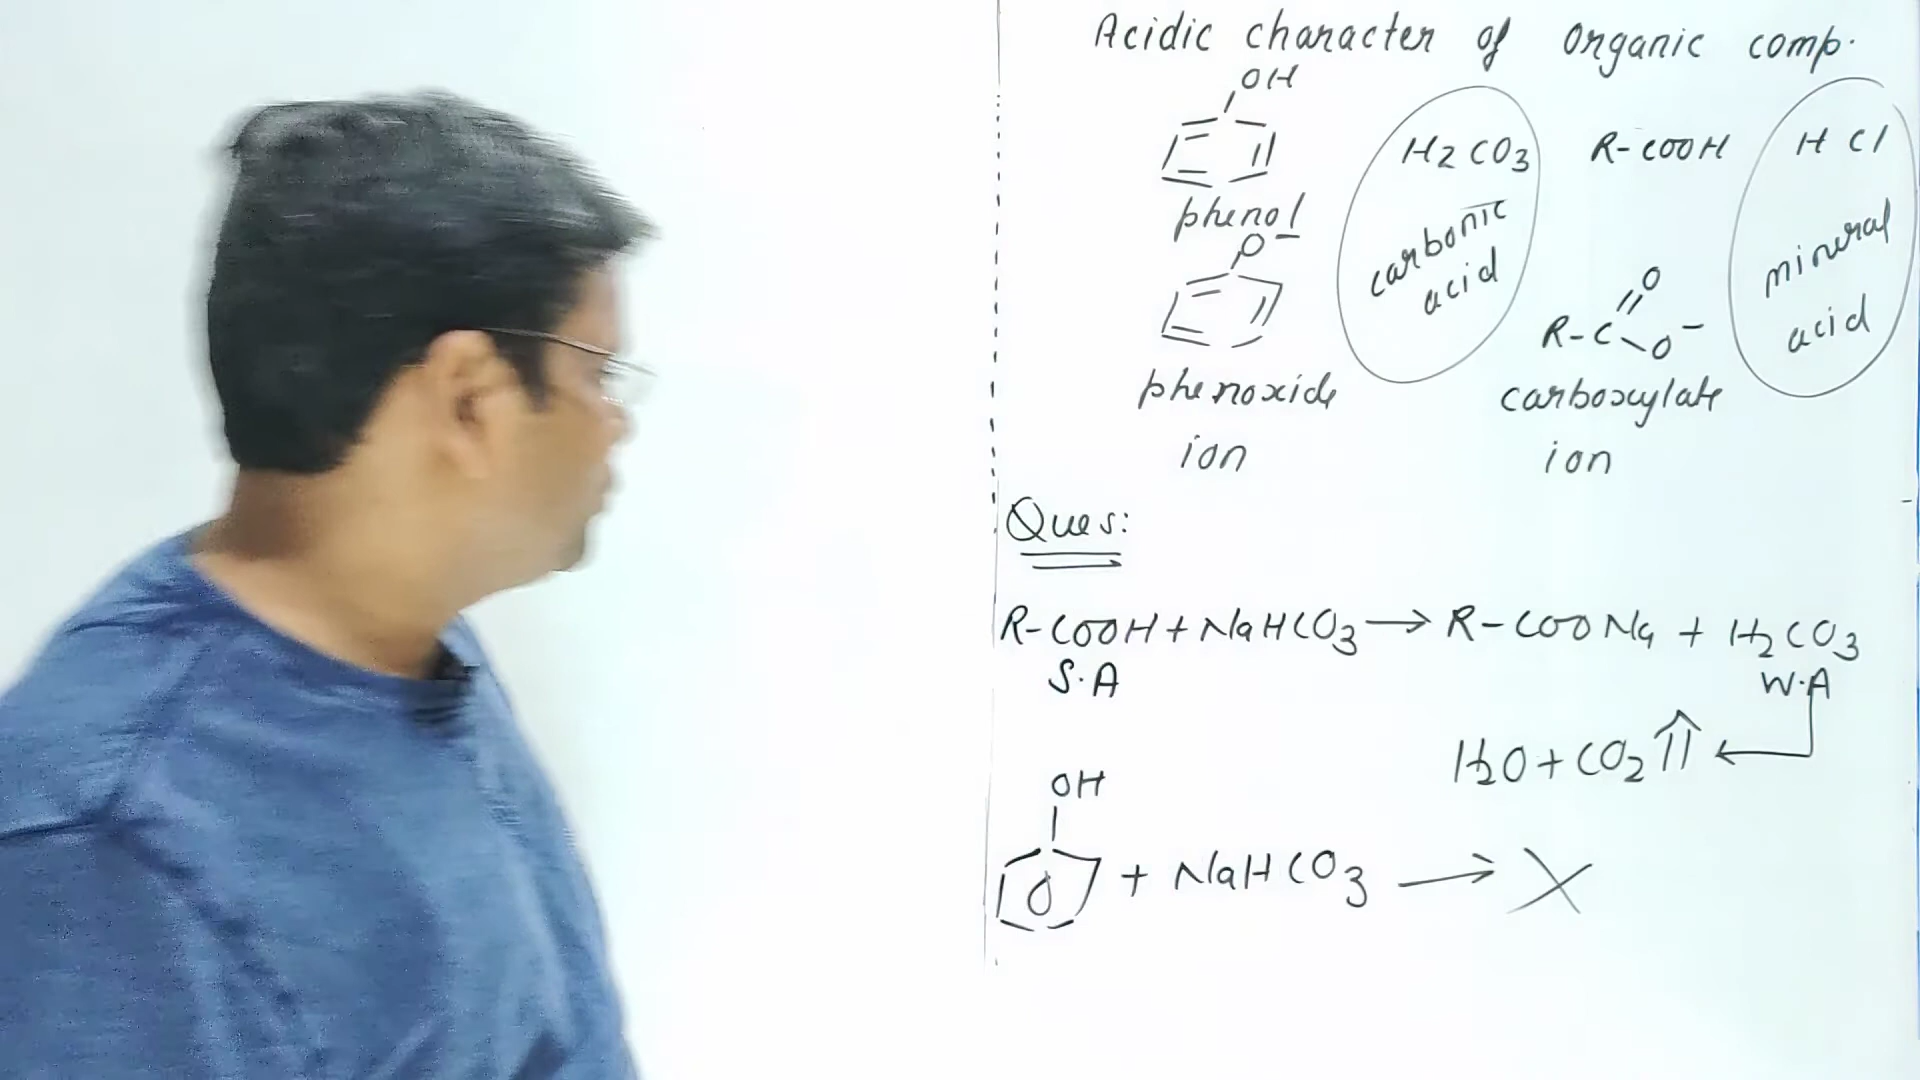 Acidic character of organic comp.
OH
H2CO3 R-COOH HCl
phenol
carbonic
acid
mineral
acid
O-
O
R-C
O-
phenoxide
ion
carboxylate
ion
Ques:
R-COOH + NaHCO3 → R-COONa + H2CO3
S.A W.A
H2O + CO2 ⇑ ←
OH
+ NaHCO3 → X